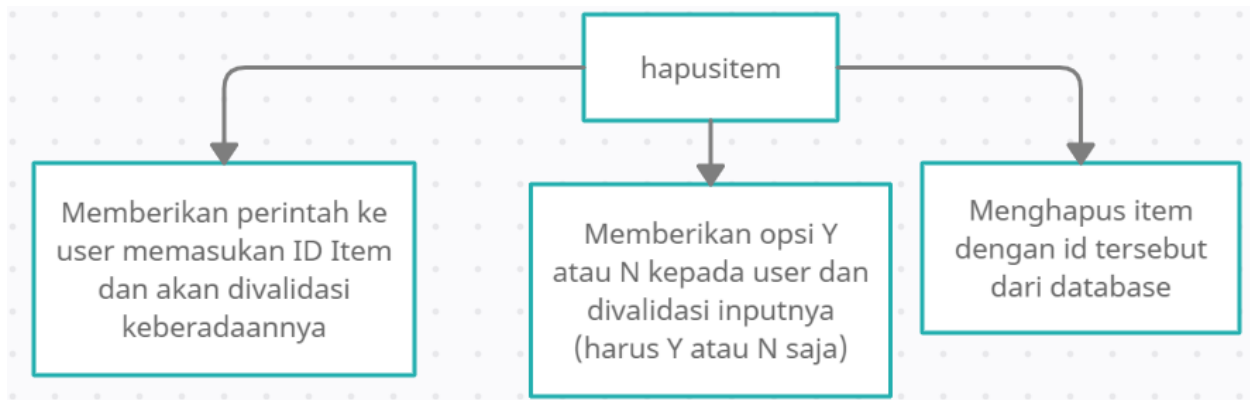 hapusitem
Memberikan perintah ke
user memasukan ID Item
dan akan divalidasi
keberadaannya
Memberikan opsi Y
atau N kepada user dan
divalidasi inputnya
(harus Y atau N saja)
Menghapus item
dengan id tersebut
dari database